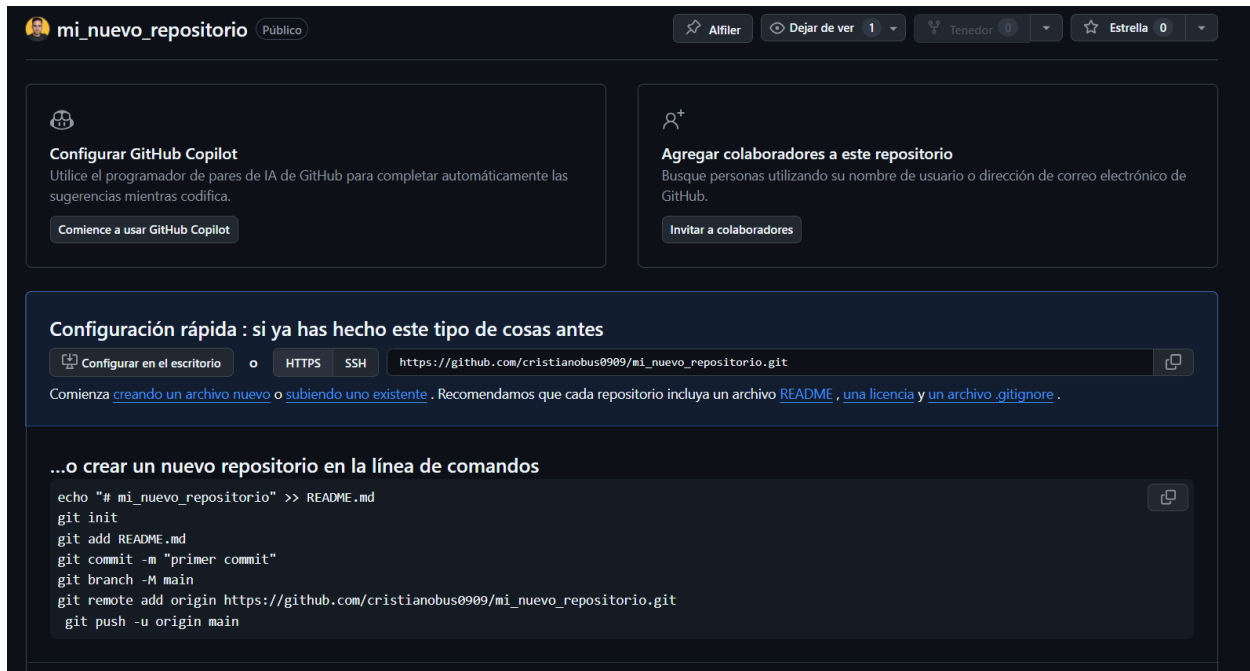 mi_nuevo_repositorio Público
Alfiler Dejar de ver 1 Tenedor 0 Estrella 0
Configurar GitHub Copilot
Utilice el programador de pares de IA de GitHub para completar automáticamente las
sugerencias mientras codifica.
Comience a usar GitHub Copilot
Agregar colaboradores a este repositorio
Busque personas utilizando su nombre de usuario o dirección de correo electrónico de
GitHub.
Invitar a colaboradores
Configuración rápida : si ya has hecho este tipo de cosas antes
Configurar en el escritorio o HTTPS SSH https://github.com/cristianobus0909/mi_nuevo_repositorio.git
Comienza creando un archivo nuevo o subiendo uno existente . Recomendamos que cada repositorio incluya un archivo README , una licencia y un archivo .gitignore .
...o crear un nuevo repositorio en la línea de comandos
echo "# mi_nuevo_repositorio" >> README.md
git init
git add README.md
git commit -m "primer commit"
git branch -M main
git remote add origin https://github.com/cristianobus0909/mi_nuevo_repositorio.git
git push -u origin main